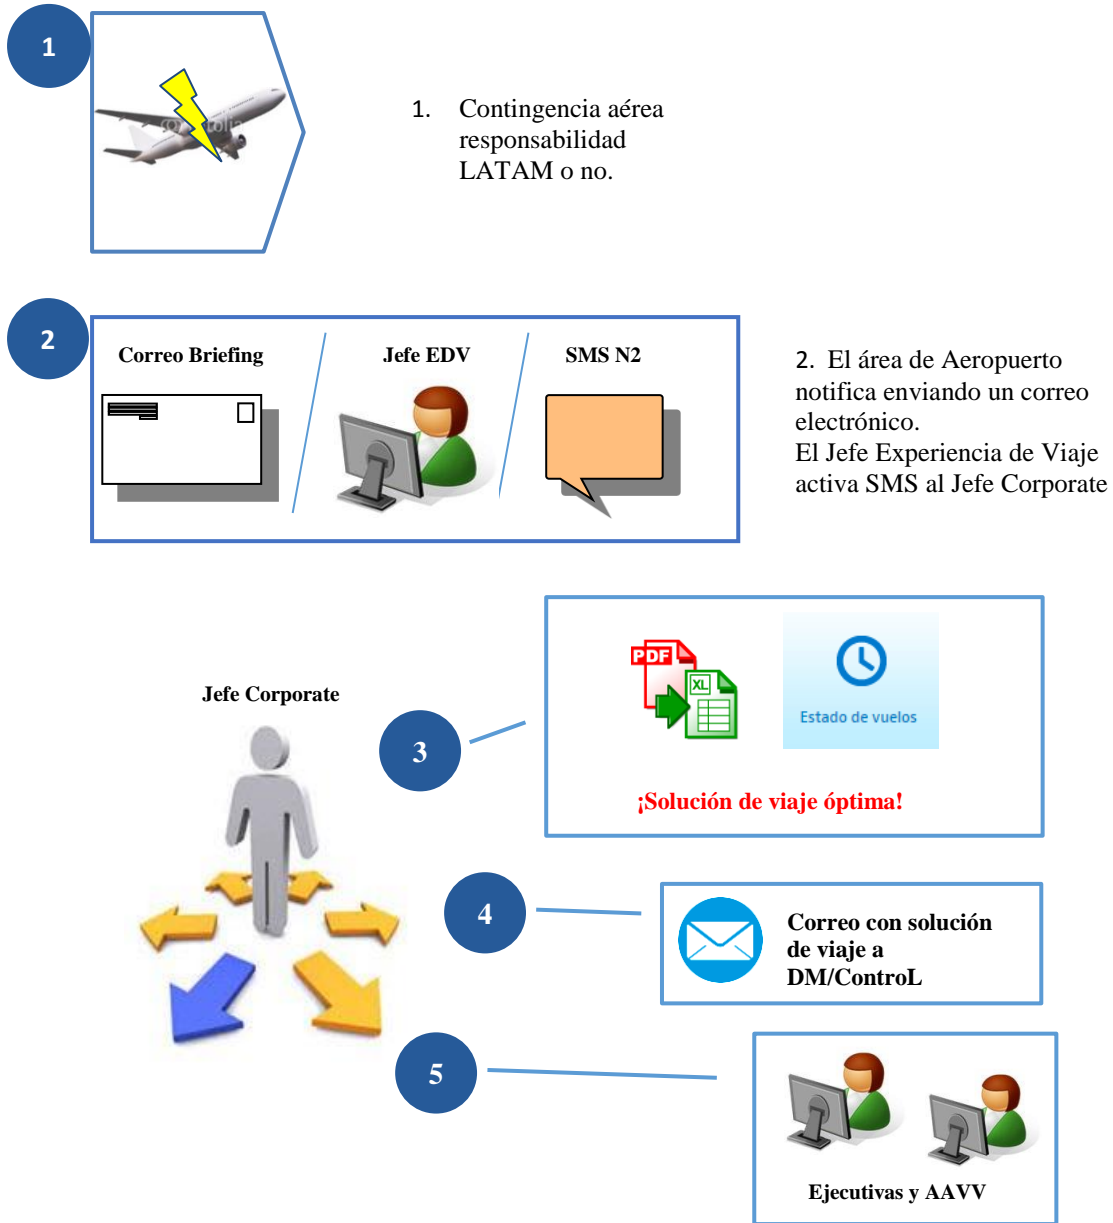 1
1. Contingencia aérea
responsabilidad
LATAM o no.
2
Correo Briefing
Jefe EDV
SMS N2
2. El área de Aeropuerto
notifica enviando un correo
electrónico.
El Jefe Experiencia de Viaje
activa SMS al Jefe Corporate
Jefe Corporate
3
PDF
XL
Estado de vuelos
¡Solución de viaje óptima!
4
Correo con solución
de viaje a
DM/ControL
5
Ejecutivas y AAVV